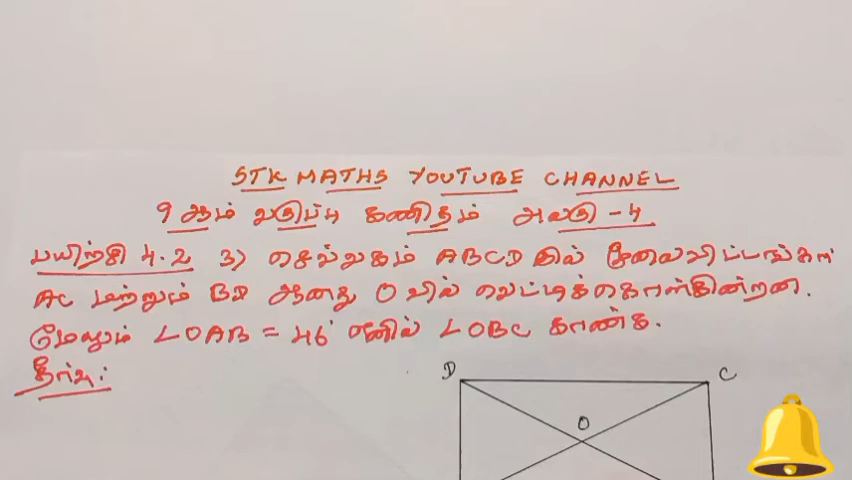 STK MATHS YOUTUBE CHANNEL
9 ஆம் வகுப்பு கணிதம் அலகு - 4
பயிற்சி 4.2 3) செவ்வகம் ABCD இல் மூலைவிட்டங்கள்
AC மற்றும் BD ஆனது O வில் வெட்டிக்கொள்கின்றன.
மேலும் ∠OAB = 46° எனில் ∠OBC காண்க.
தீர்வு:
D C
O